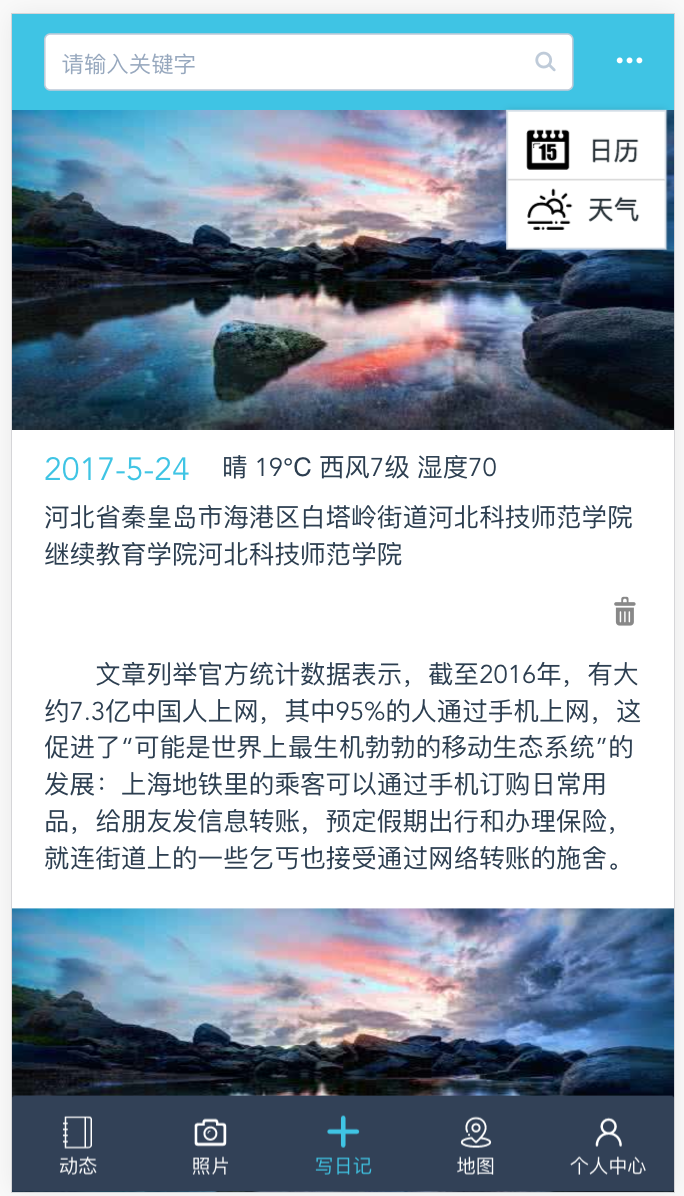 请输入关键字
15 日历
天气
2017-5-24 晴 19℃ 西风7级 湿度70
河北省秦皇岛市海港区白塔岭街道河北科技师范学院
继续教育学院河北科技师范学院
文章列举官方统计数据表示，截至2016年，有大
约7.3亿中国人上网，其中95%的人通过手机上网，这
促进了“可能是世界上最生机勃勃的移动生态系统”的
发展：上海地铁里的乘客可以通过手机订购日常用
品，给朋友发信息转账，预定假期出行和办理保险，
就连街道上的一些乞丐也接受通过网络转账的施舍。
动态 照片 写日记 地图 个人中心